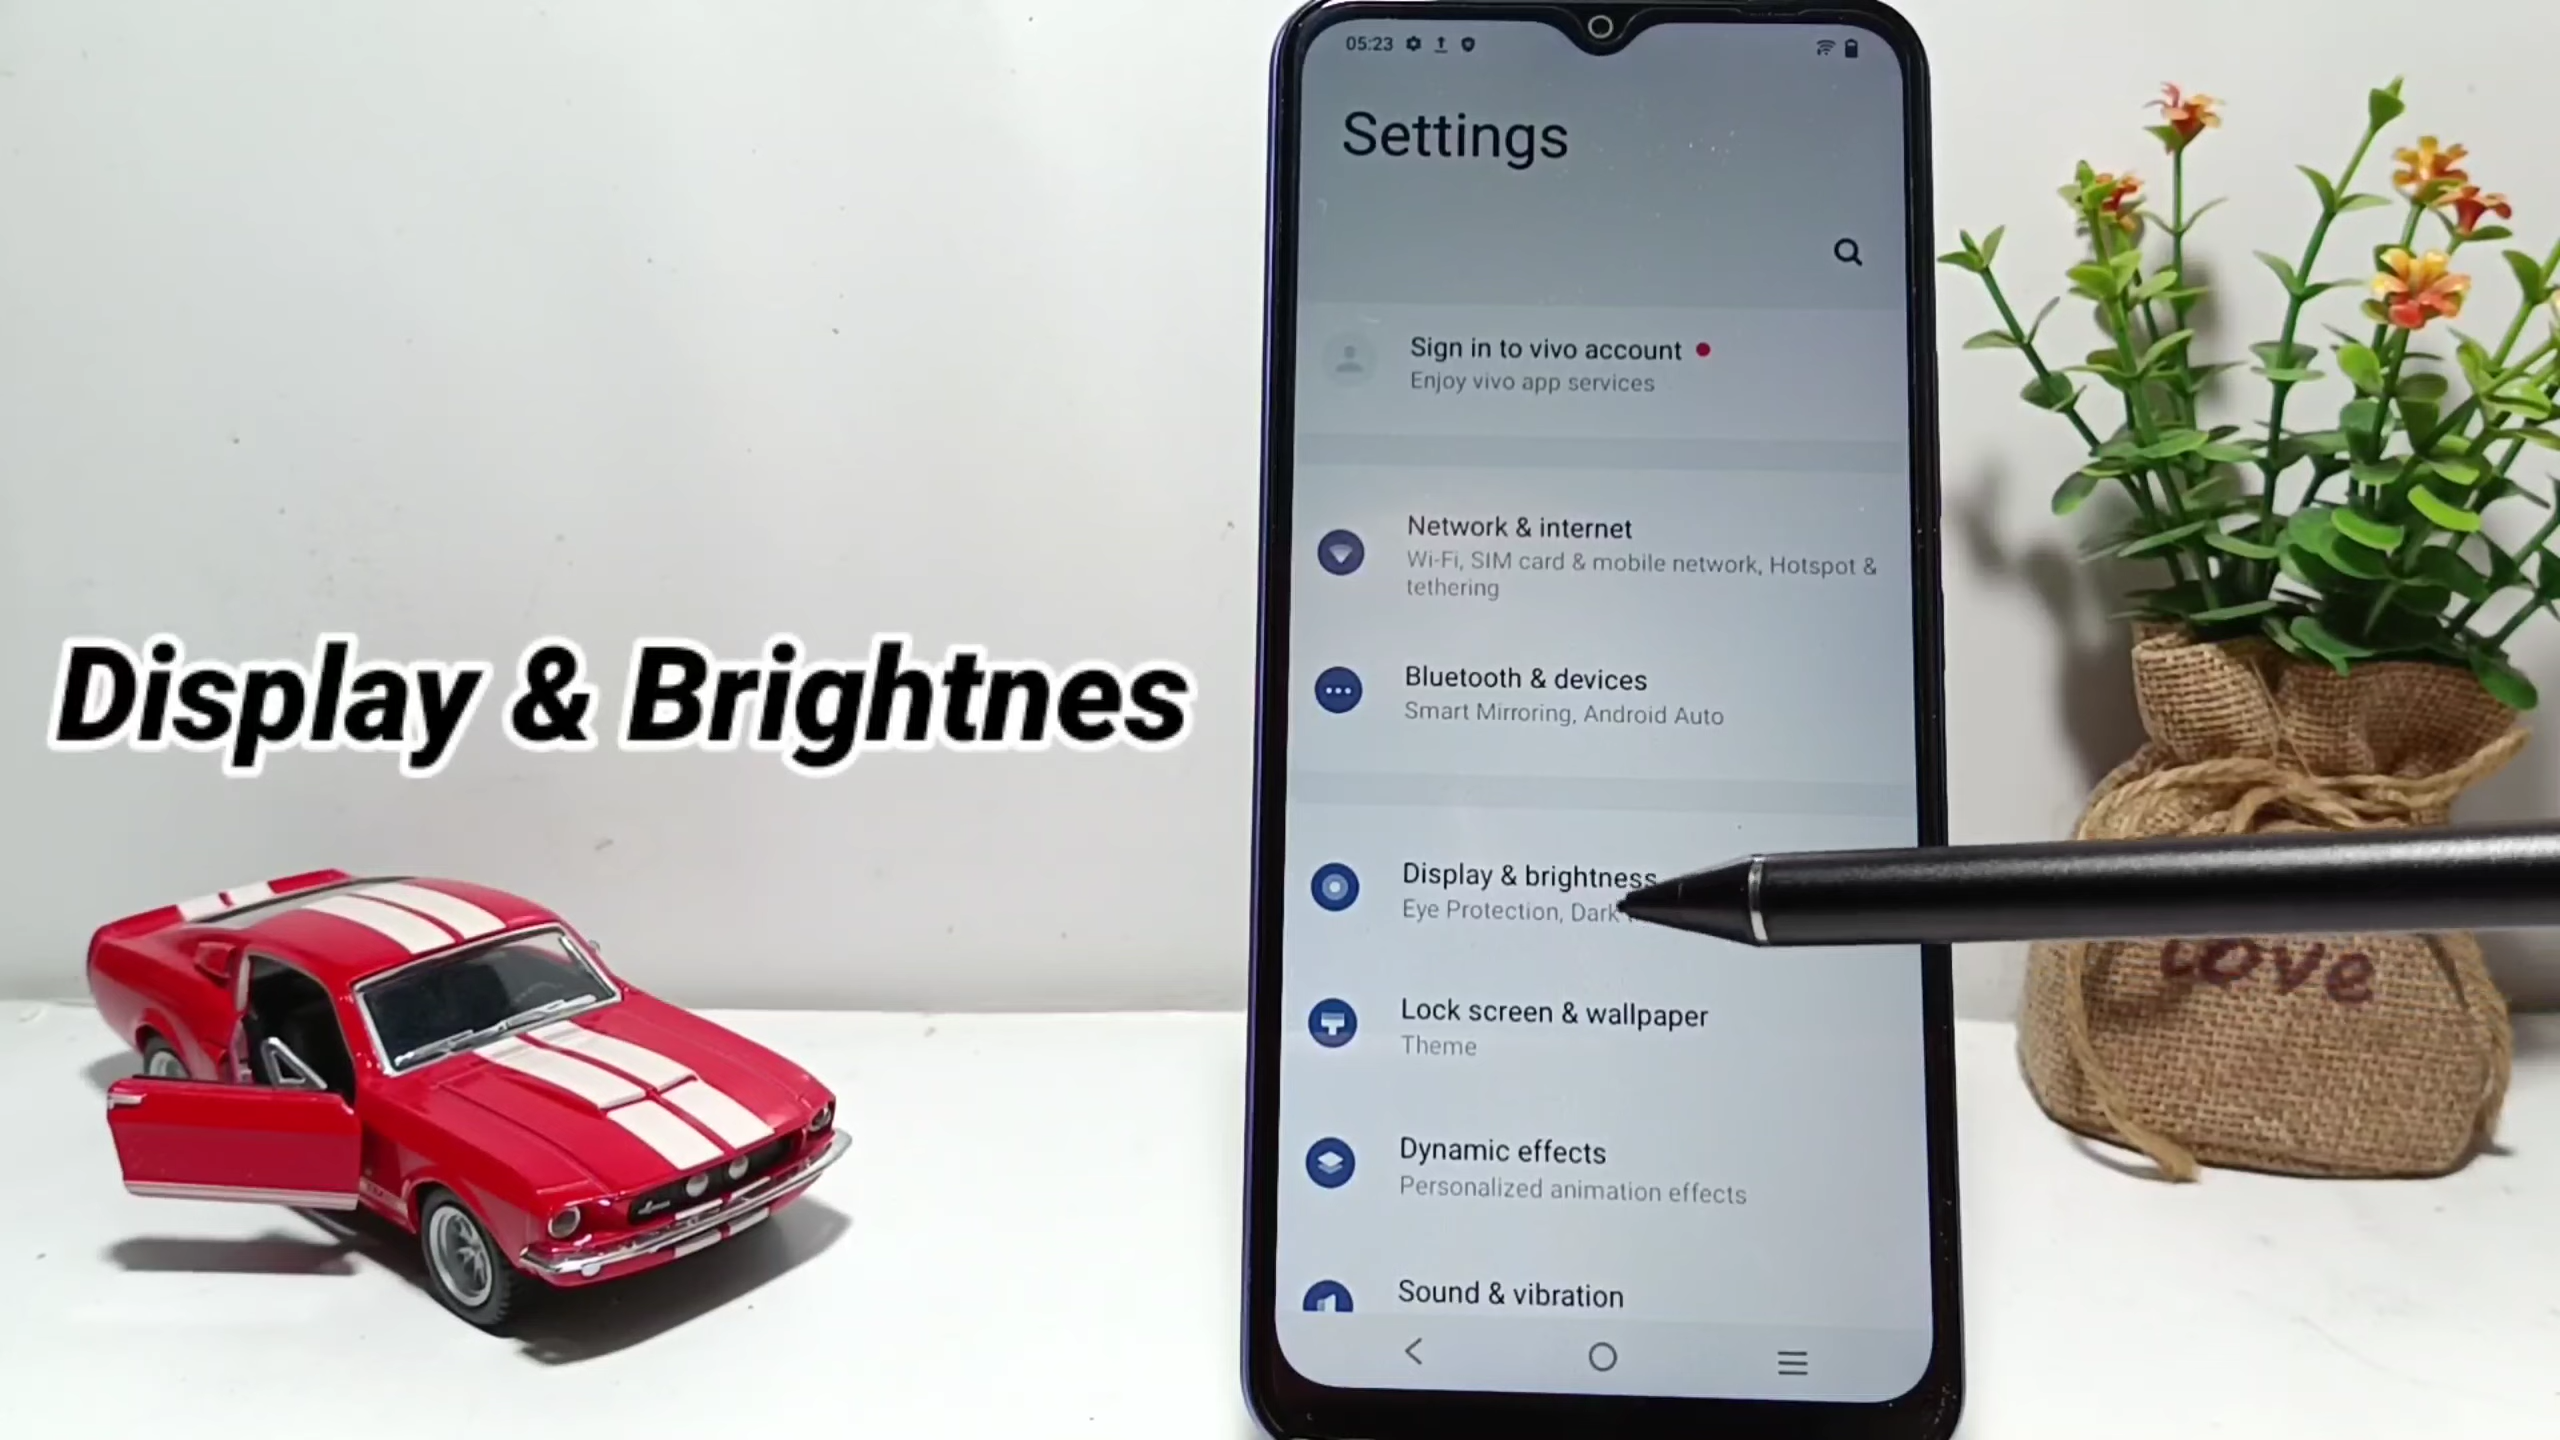 05:23
Settings
Sign in to vivo account
Enjoy vivo app services
Network & internet
Wi-Fi, SIM card & mobile network, Hotspot &
tethering
Bluetooth & devices
Smart Mirroring, Android Auto
Display & Brightnes
Display & brightness
Eye Protection, Dark
Lock screen & wallpaper
Theme
Dynamic effects
Personalized animation effects
Sound & vibration
Love